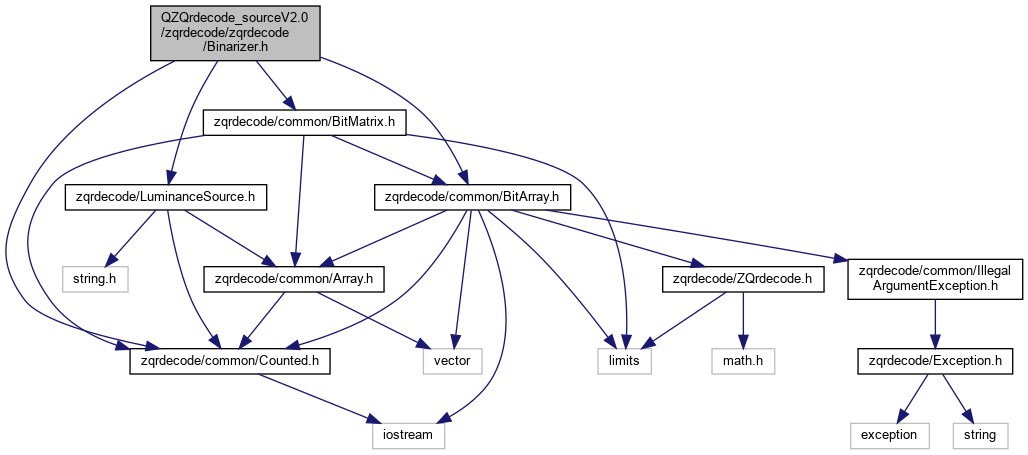 QZQrdecode_sourceV2.0
/zqrdecode/zqrdecode
/Binarizer.h
zqrdecode/common/BitMatrix.h
zqrdecode/LuminanceSource.h
zqrdecode/common/BitArray.h
string.h
zqrdecode/common/Array.h
zqrdecode/ZQrdecode.h
zqrdecode/common/Illegal
ArgumentException.h
zqrdecode/common/Counted.h
vector
limits
math.h
zqrdecode/Exception.h
iostream
exception
string